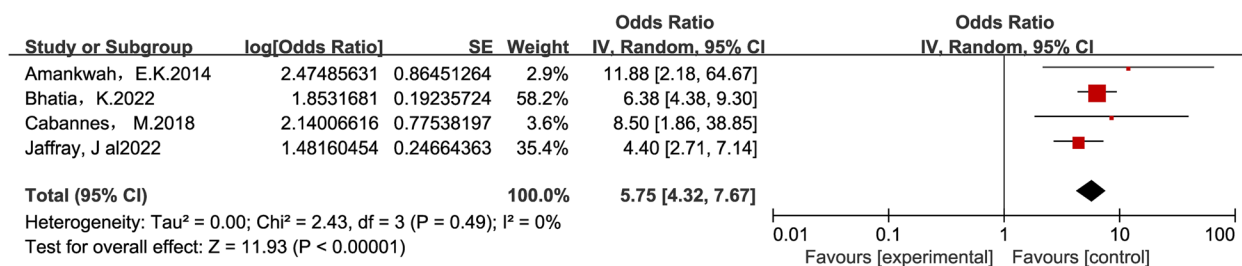 Odds Ratio Odds Ratio
Study or Subgroup log[Odds Ratio] SE Weight IV, Random, 95% CI IV, Random, 95% CI
Amankwah，E.K.2014 2.47485631 0.86451264 2.9% 11.88 [2.18, 64.67]
Bhatia，K.2022 1.8531681 0.19235724 58.2% 6.38 [4.38, 9.30]
Cabannes， M.2018 2.14006616 0.77538197 3.6% 8.50 [1.86, 38.85]
Jaffray, J al2022 1.48160454 0.24664363 35.4% 4.40 [2.71, 7.14]
Total (95% CI) 100.0% 5.75 [4.32, 7.67]
Heterogeneity: Tau² = 0.00; Chi² = 2.43, df = 3 (P = 0.49); I² = 0%
Test for overall effect: Z = 11.93 (P < 0.00001)
0.01 0.1 1 10 100
Favours [experimental] Favours [control]